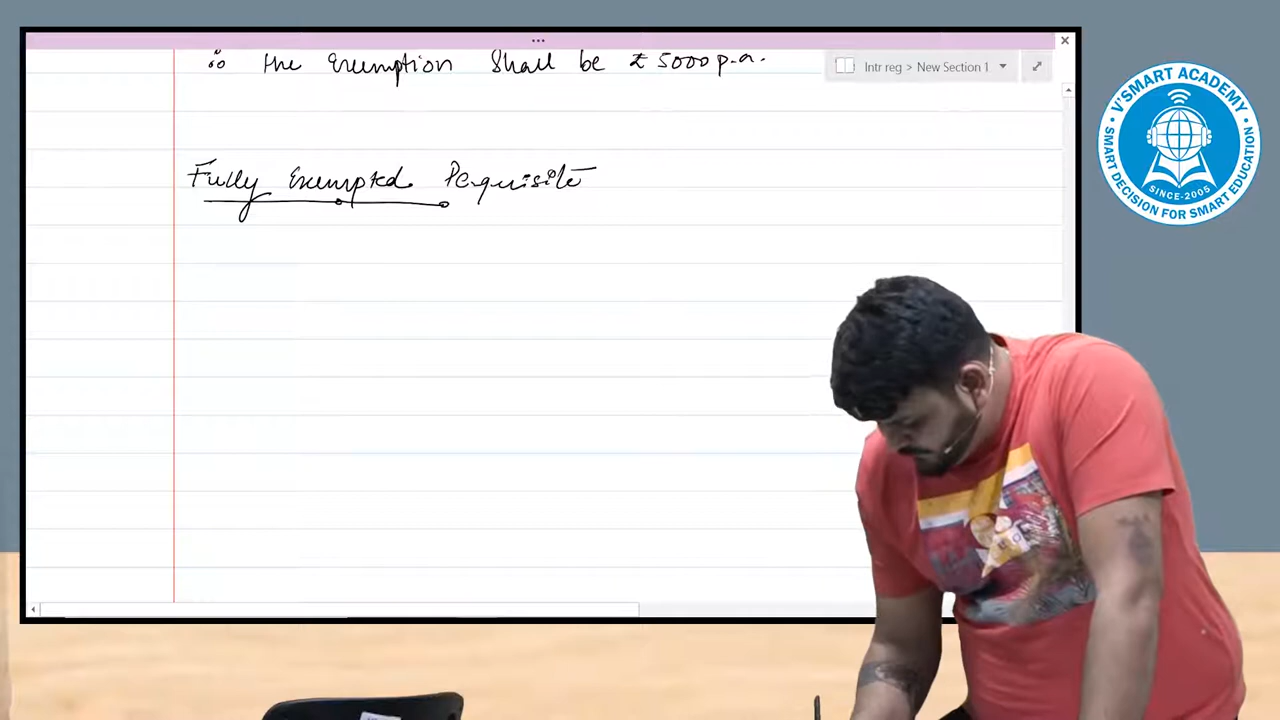 ∴ the Exemption Shall be ₹ 5000 p.a.
Intr reg > New Section 1
Fully Exempted Perquisite
V'SMART ACADEMY
SINCE-2005
SMART DECISION FOR SMART EDUCATION